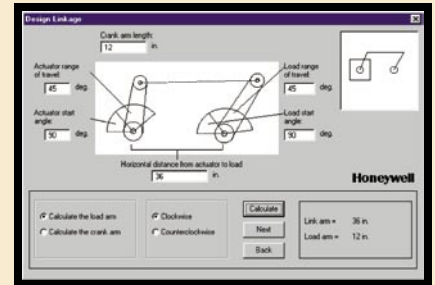 Design Linkage
Crank arm length:
12 in.
Actuator range
of travel:
45 deg.
Load range
of travel:
45 deg.
Actuator start
angle:
90 deg.
Load start
angle:
90 deg.
Horizontal distance from actuator to load
36 in.
Honeywell
Calculate the load arm
Calculate the crank arm
Clockwise
Counterclockwise
Calculate
Next
Back
Link arm = 36 in.
Load arm = 12 in.